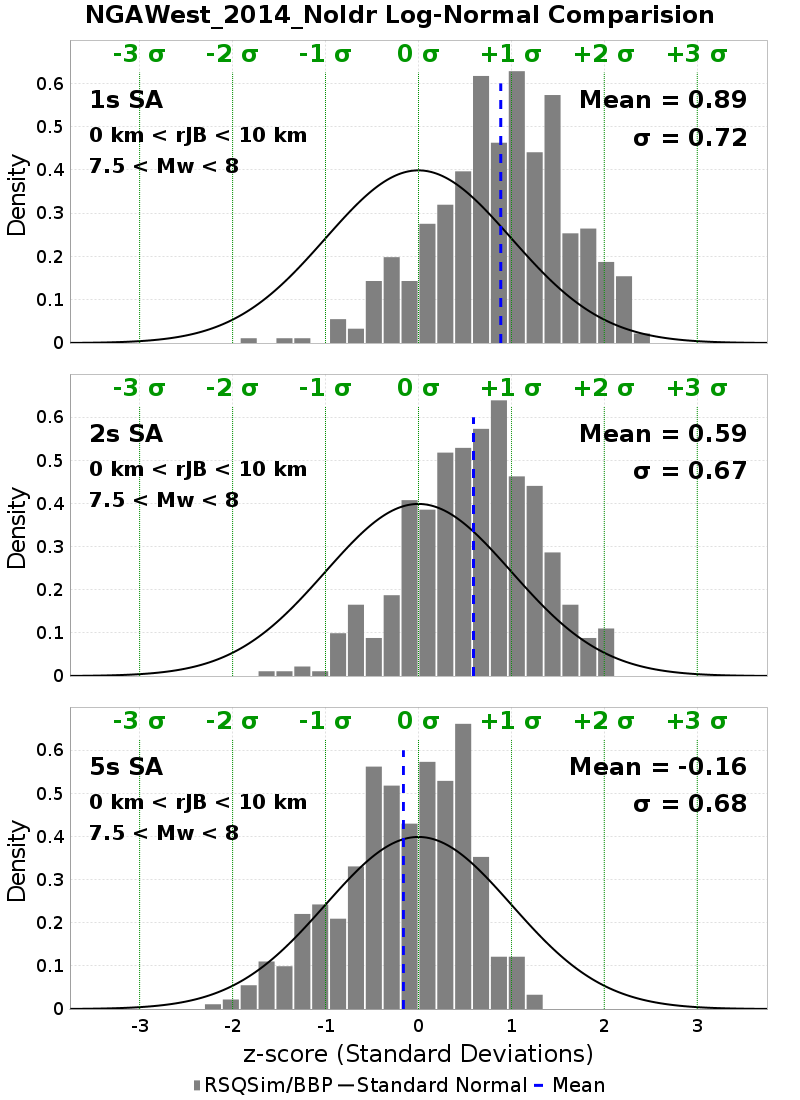 NGAWest_2014_NoIdr Log-Normal Comparision
-3 σ -2 σ -1 σ 0 σ +1 σ +2 σ +3 σ
1s SA Mean = 0.89
0 km < rJB < 10 km σ = 0.72
7.5 < Mw < 8
Density
0.6
0.5
0.4
0.3
0.2
0.1
0
-3 σ -2 σ -1 σ 0 σ +1 σ +2 σ +3 σ
2s SA Mean = 0.59
0 km < rJB < 10 km σ = 0.67
7.5 < Mw < 8
Density
0.6
0.5
0.4
0.3
0.2
0.1
0
-3 σ -2 σ -1 σ 0 σ +1 σ +2 σ +3 σ
5s SA Mean = -0.16
0 km < rJB < 10 km σ = 0.68
7.5 < Mw < 8
Density
0.6
0.5
0.4
0.3
0.2
0.1
0
-3 -2 -1 0 1 2 3
z-score (Standard Deviations)
RSQSim/BBP Standard Normal Mean